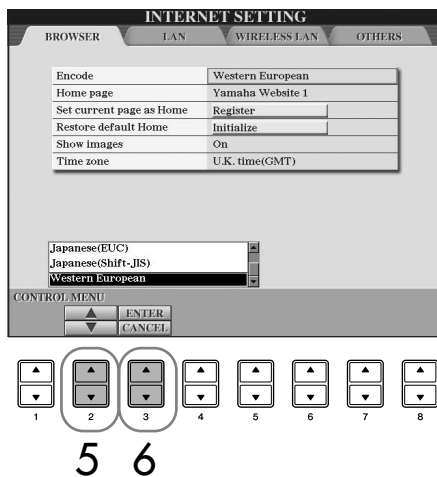 INTERNET SETTING
BROWSER LAN WIRELESS LAN OTHERS
Encode Western European
Home page Yamaha Website 1
Set current page as Home Register
Restore default Home Initialize
Show images On
Time zone U.K. time(GMT)
Japanese(EUC)
Japanese(Shift-JIS)
Western European
CONTROL MENU
ENTER
CANCEL
1 2 3 4 5 6 7 8
5 6